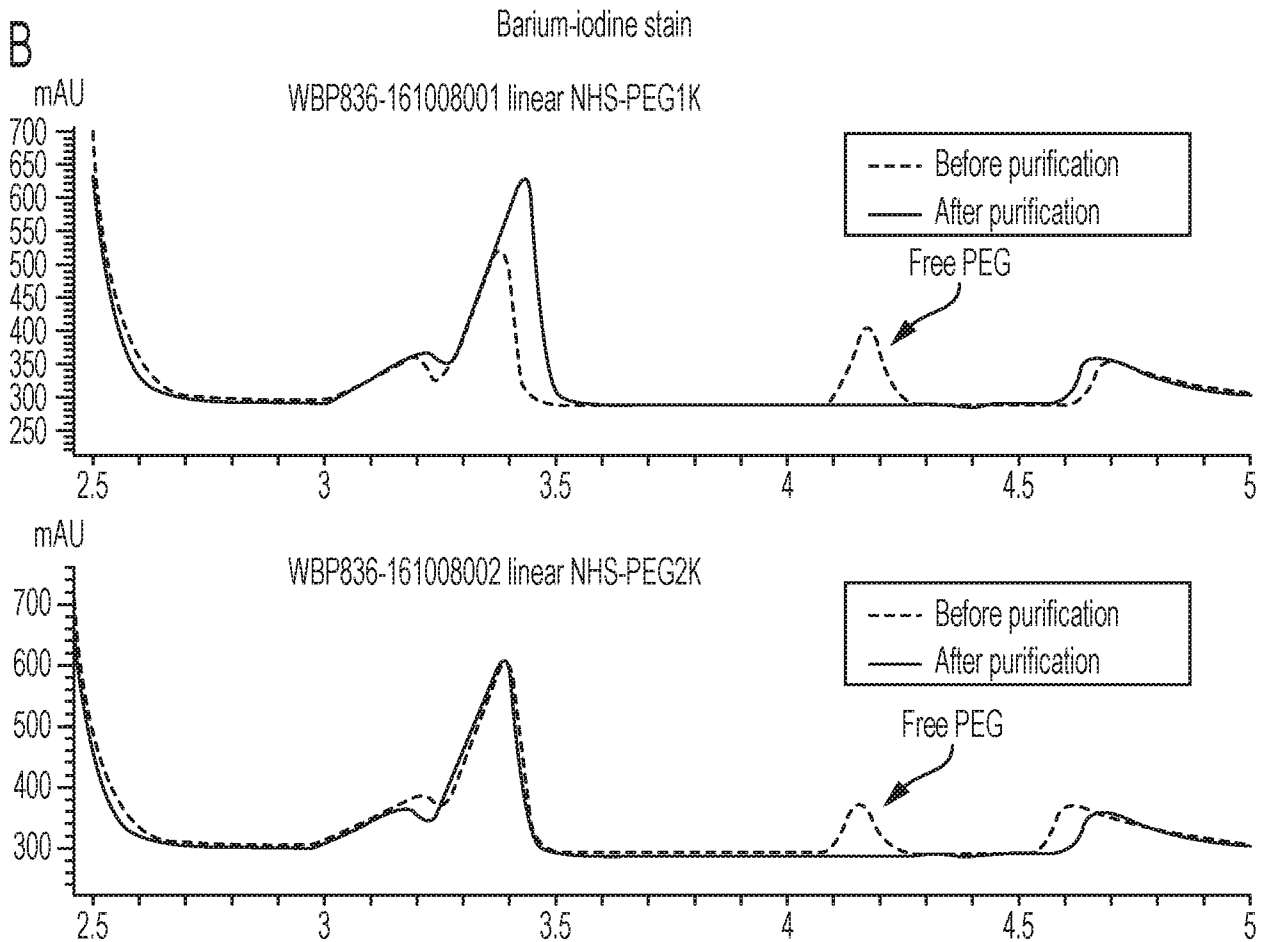 B
Barium-iodine stain
mAU
WBP836-161008001 linear NHS-PEG1K
700
650
600
550
500
450
400
350
300
250
Before purification
After purification
Free PEG
2.5 3 3.5 4 4.5 5
mAU
WBP836-161008002 linear NHS-PEG2K
700
600
500
400
300
Before purification
After purification
Free PEG
2.5 3 3.5 4 4.5 5